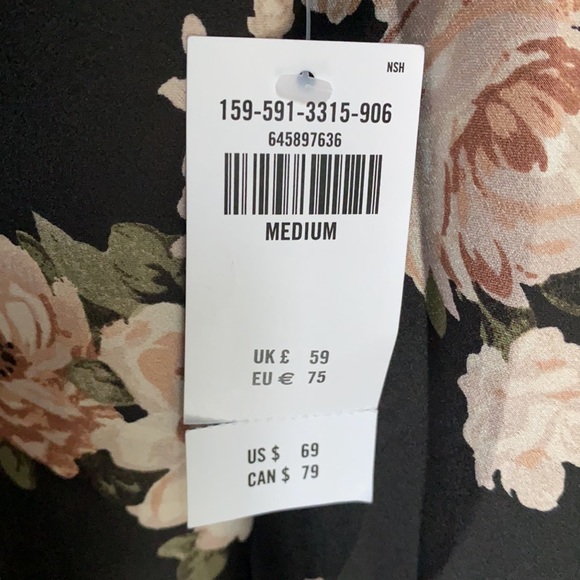 NSH
159-591-3315-906
645897636
MEDIUM
UK £ 59
EU € 75
US $ 69
CAN $ 79